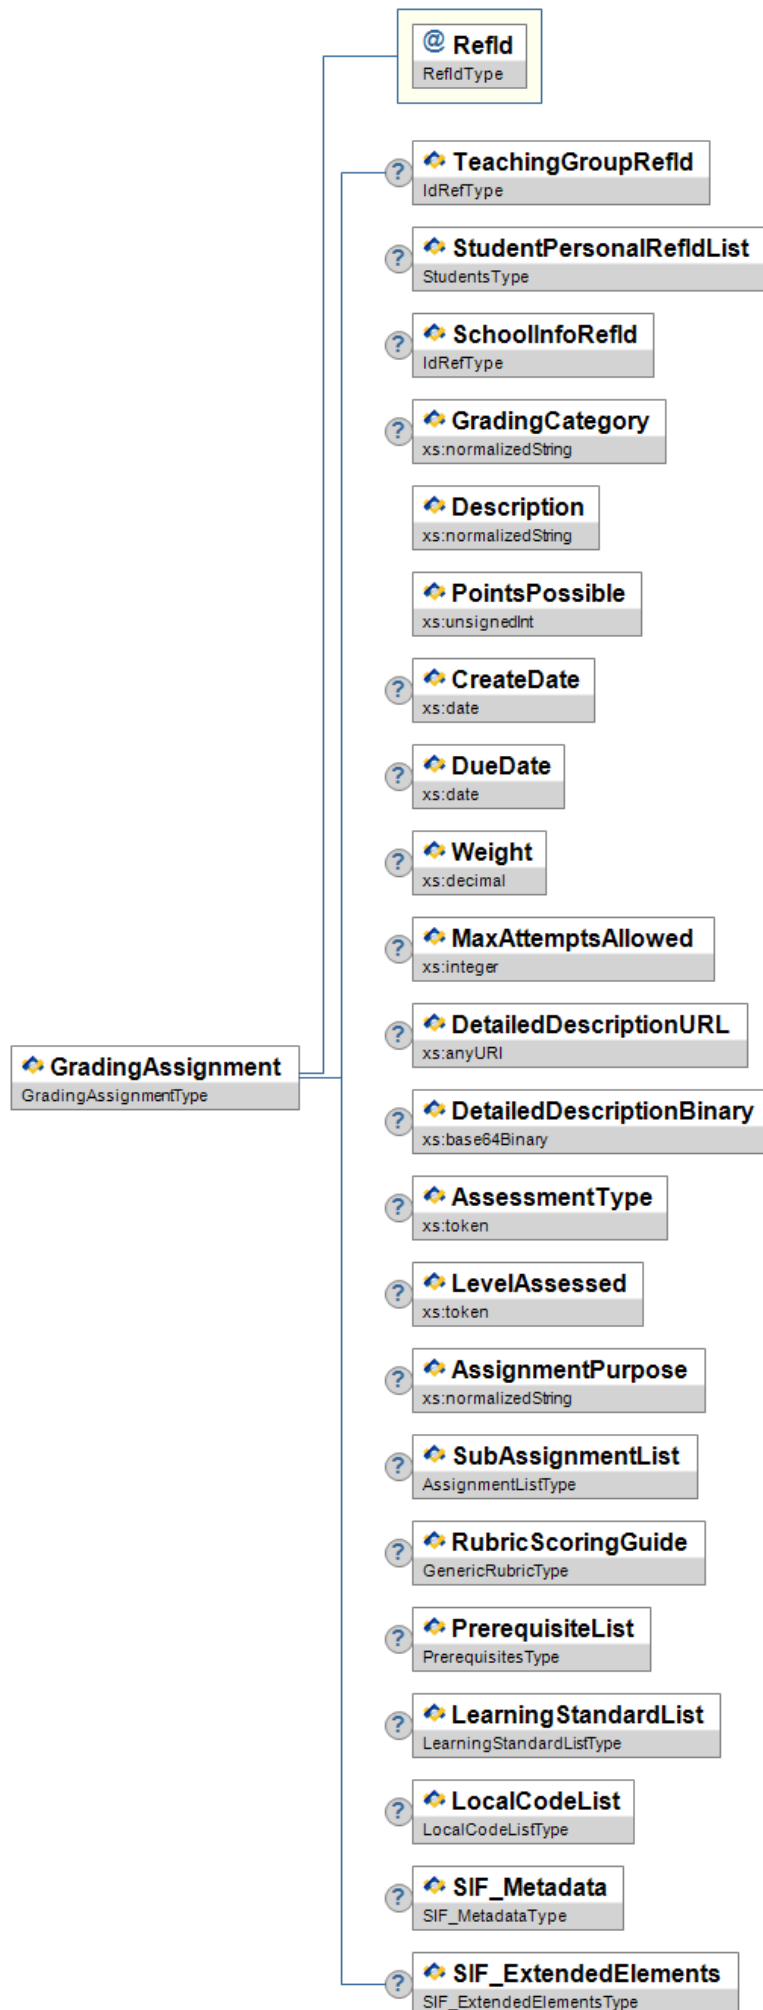 @ RefId
RefIdType
? TeachingGroupRefId
IdRefType
? StudentPersonalRefIdList
StudentsType
? SchoolInfoRefId
IdRefType
? GradingCategory
xs:normalizedString
Description
xs:normalizedString
PointsPossible
xs:unsignedInt
? CreateDate
xs:date
? DueDate
xs:date
? Weight
xs:decimal
? MaxAttemptsAllowed
xs:integer
? DetailedDescriptionURL
xs:anyURI
GradingAssignment
GradingAssignmentType
? DetailedDescriptionBinary
xs:base64Binary
? AssessmentType
xs:token
? LevelAssessed
xs:token
? AssignmentPurpose
xs:normalizedString
? SubAssignmentList
AssignmentListType
? RubricScoringGuide
GenericRubricType
? PrerequisiteList
PrerequisitesType
? LearningStandardList
LearningStandardListType
? LocalCodeList
LocalCodeListType
? SIF_Metadata
SIF_MetadataType
? SIF_ExtendedElements
SIF_ExtendedElementsType